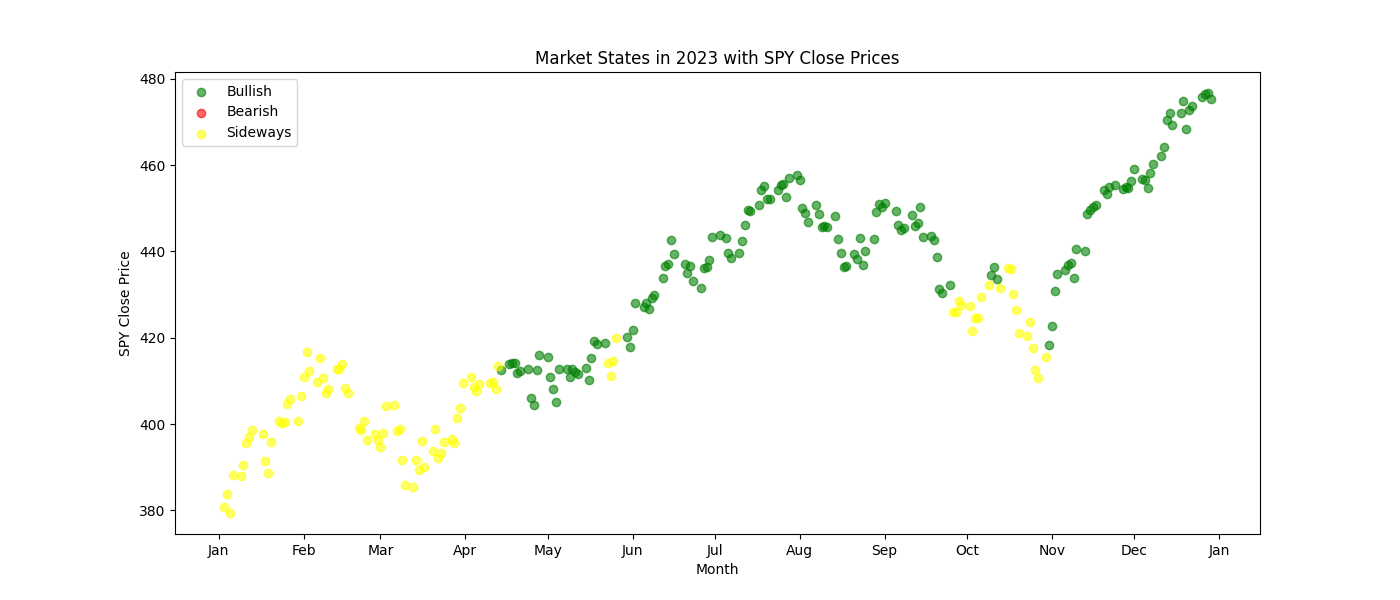 Market States in 2023 with SPY Close Prices
Bullish
Bearish
Sideways
SPY Close Price
480
460
440
420
400
380
Jan Feb Mar Apr May Jun Jul Aug Sep Oct Nov Dec Jan
Month